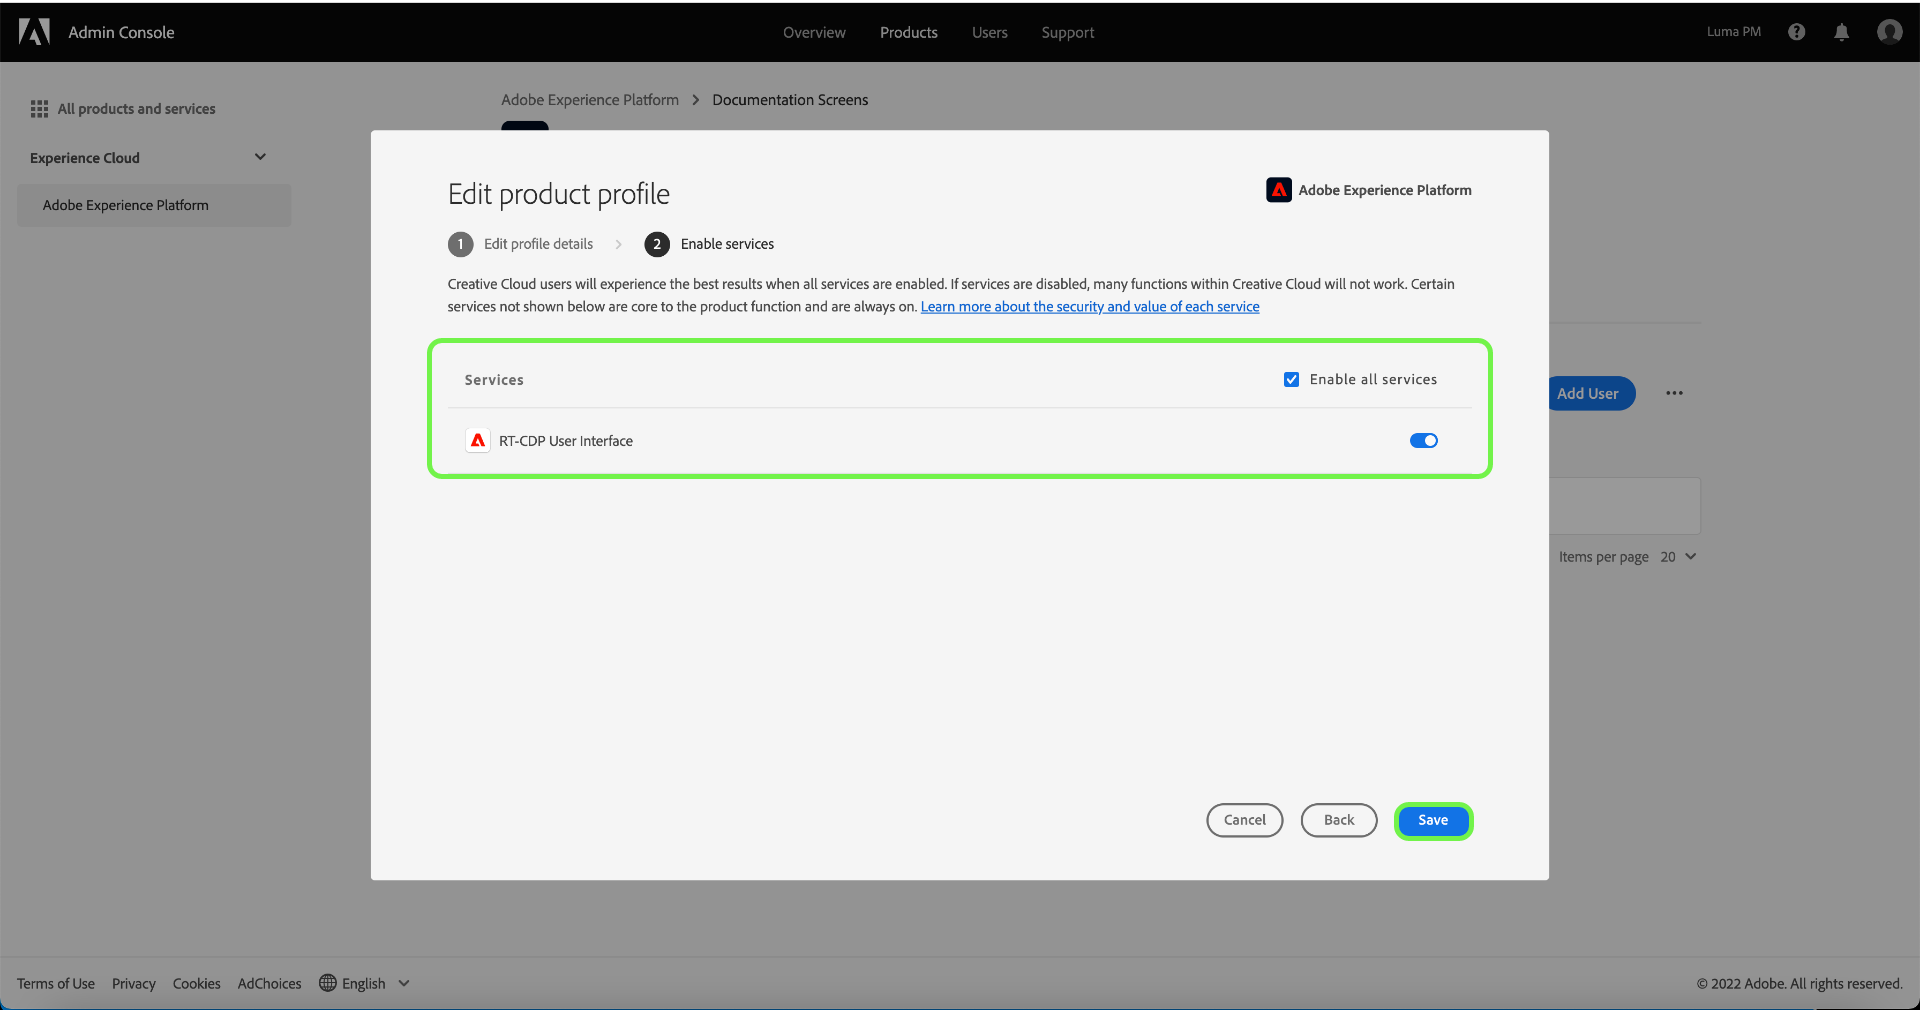 Admin Console
Overview
Products
Users
Support
Luma PM
All products and services
Experience Cloud
Adobe Experience Platform
Adobe Experience Platform > Documentation Screens
Edit product profile
Adobe Experience Platform
1 Edit profile details > 2 Enable services
Creative Cloud users will experience the best results when all services are enabled. If services are disabled, many functions within Creative Cloud will not work. Certain
services not shown below are core to the product function and are always on. Learn more about the security and value of each service
Services
Enable all services
RT-CDP User Interface
Add User
Items per page 20
Cancel
Back
Save
Terms of Use
Privacy
Cookies
AdChoices
English
© 2022 Adobe. All rights reserved.